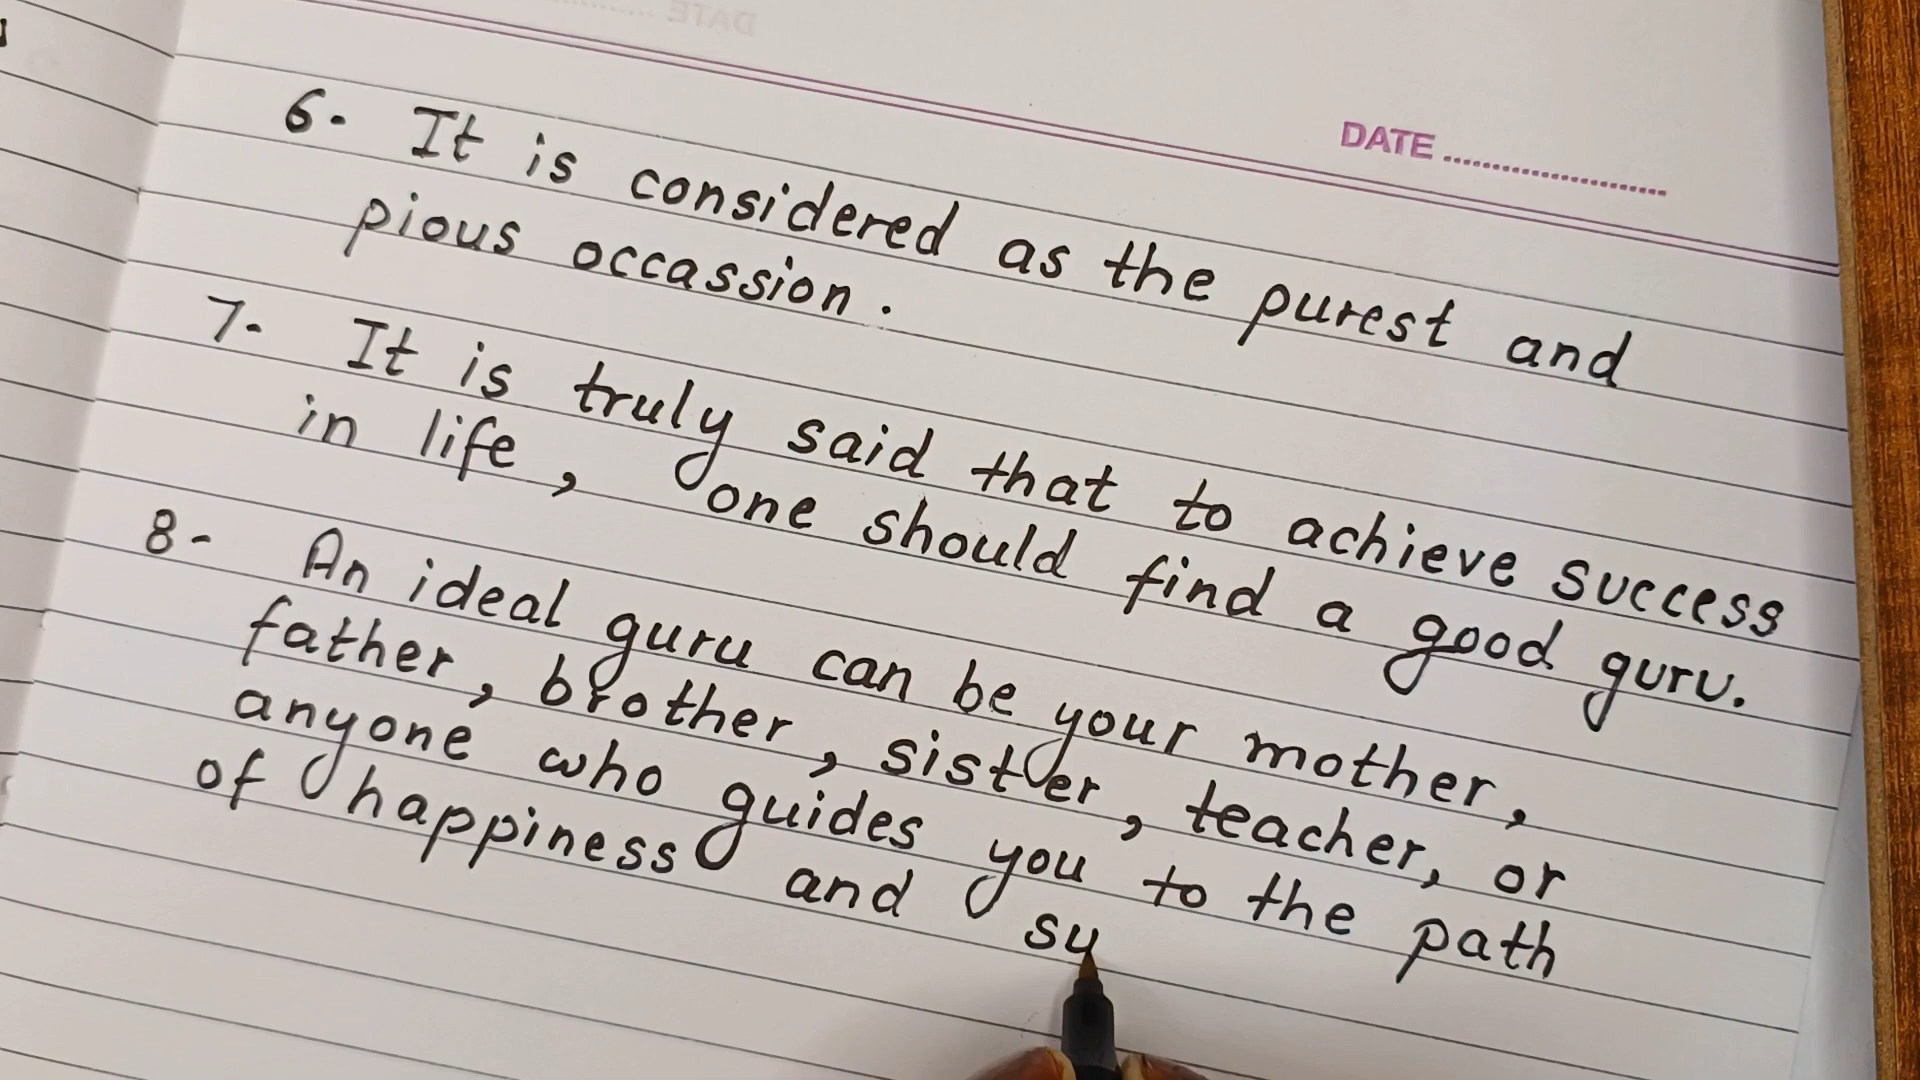 DATE
6. It is considered as the purest and
pious occassion.
7. It is truly said that to achieve success
in life, one should find a good guru.
8- An ideal guru can be your mother,
father, brother, sister, teacher, or
anyone who guides you to the path
of happiness and su